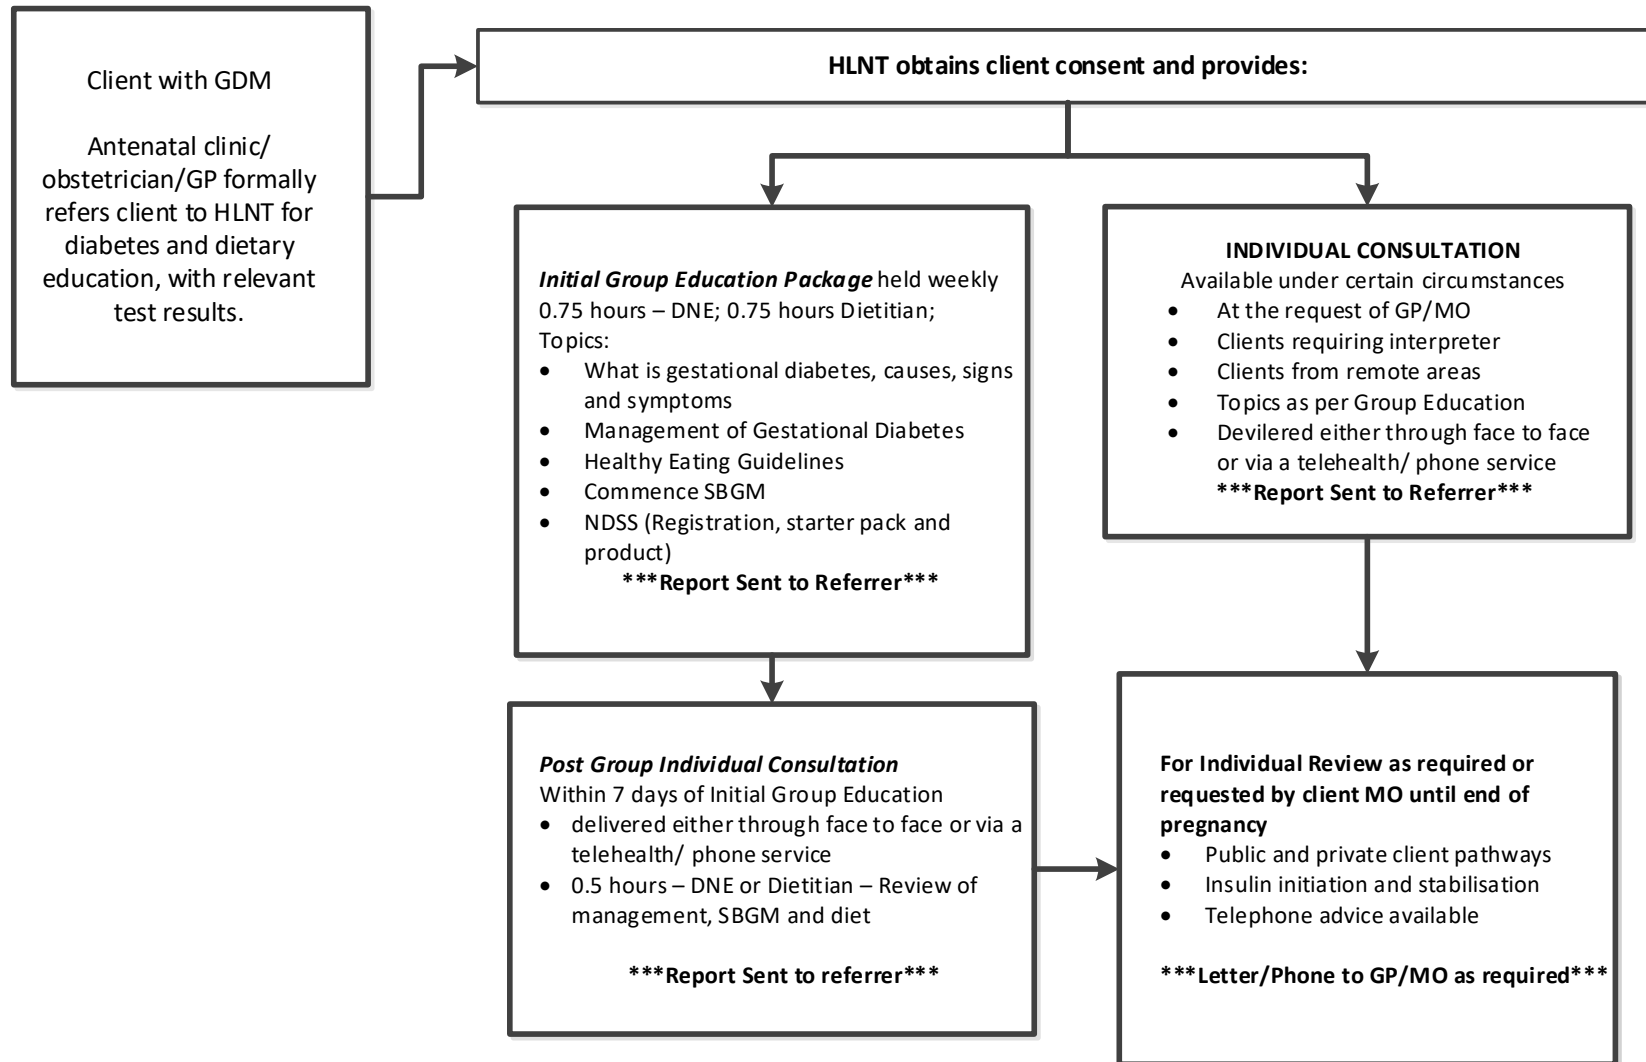 Client with GDM
Antenatal clinic/
obstetrician/GP formally
refers client to HLNT for
diabetes and dietary
education, with relevant
test results.
HLNT obtains client consent and provides:
Initial Group Education Package held weekly
0.75 hours – DNE; 0.75 hours Dietitian;
Topics:
• What is gestational diabetes, causes, signs
and symptoms
• Management of Gestational Diabetes
• Healthy Eating Guidelines
• Commence SBGM
• NDSS (Registration, starter pack and
product)
***Report Sent to Referrer***
INDIVIDUAL CONSULTATION
Available under certain circumstances
• At the request of GP/MO
• Clients requiring interpreter
• Clients from remote areas
• Topics as per Group Education
• Devilered either through face to face
or via a telehealth/ phone service
***Report Sent to Referrer***
Post Group Individual Consultation
Within 7 days of Initial Group Education
• delivered either through face to face or via a
telehealth/ phone service
• 0.5 hours – DNE or Dietitian – Review of
management, SBGM and diet
***Report Sent to referrer***
For Individual Review as required or
requested by client MO until end of
pregnancy
• Public and private client pathways
• Insulin initiation and stabilisation
• Telephone advice available
***Letter/Phone to GP/MO as required***